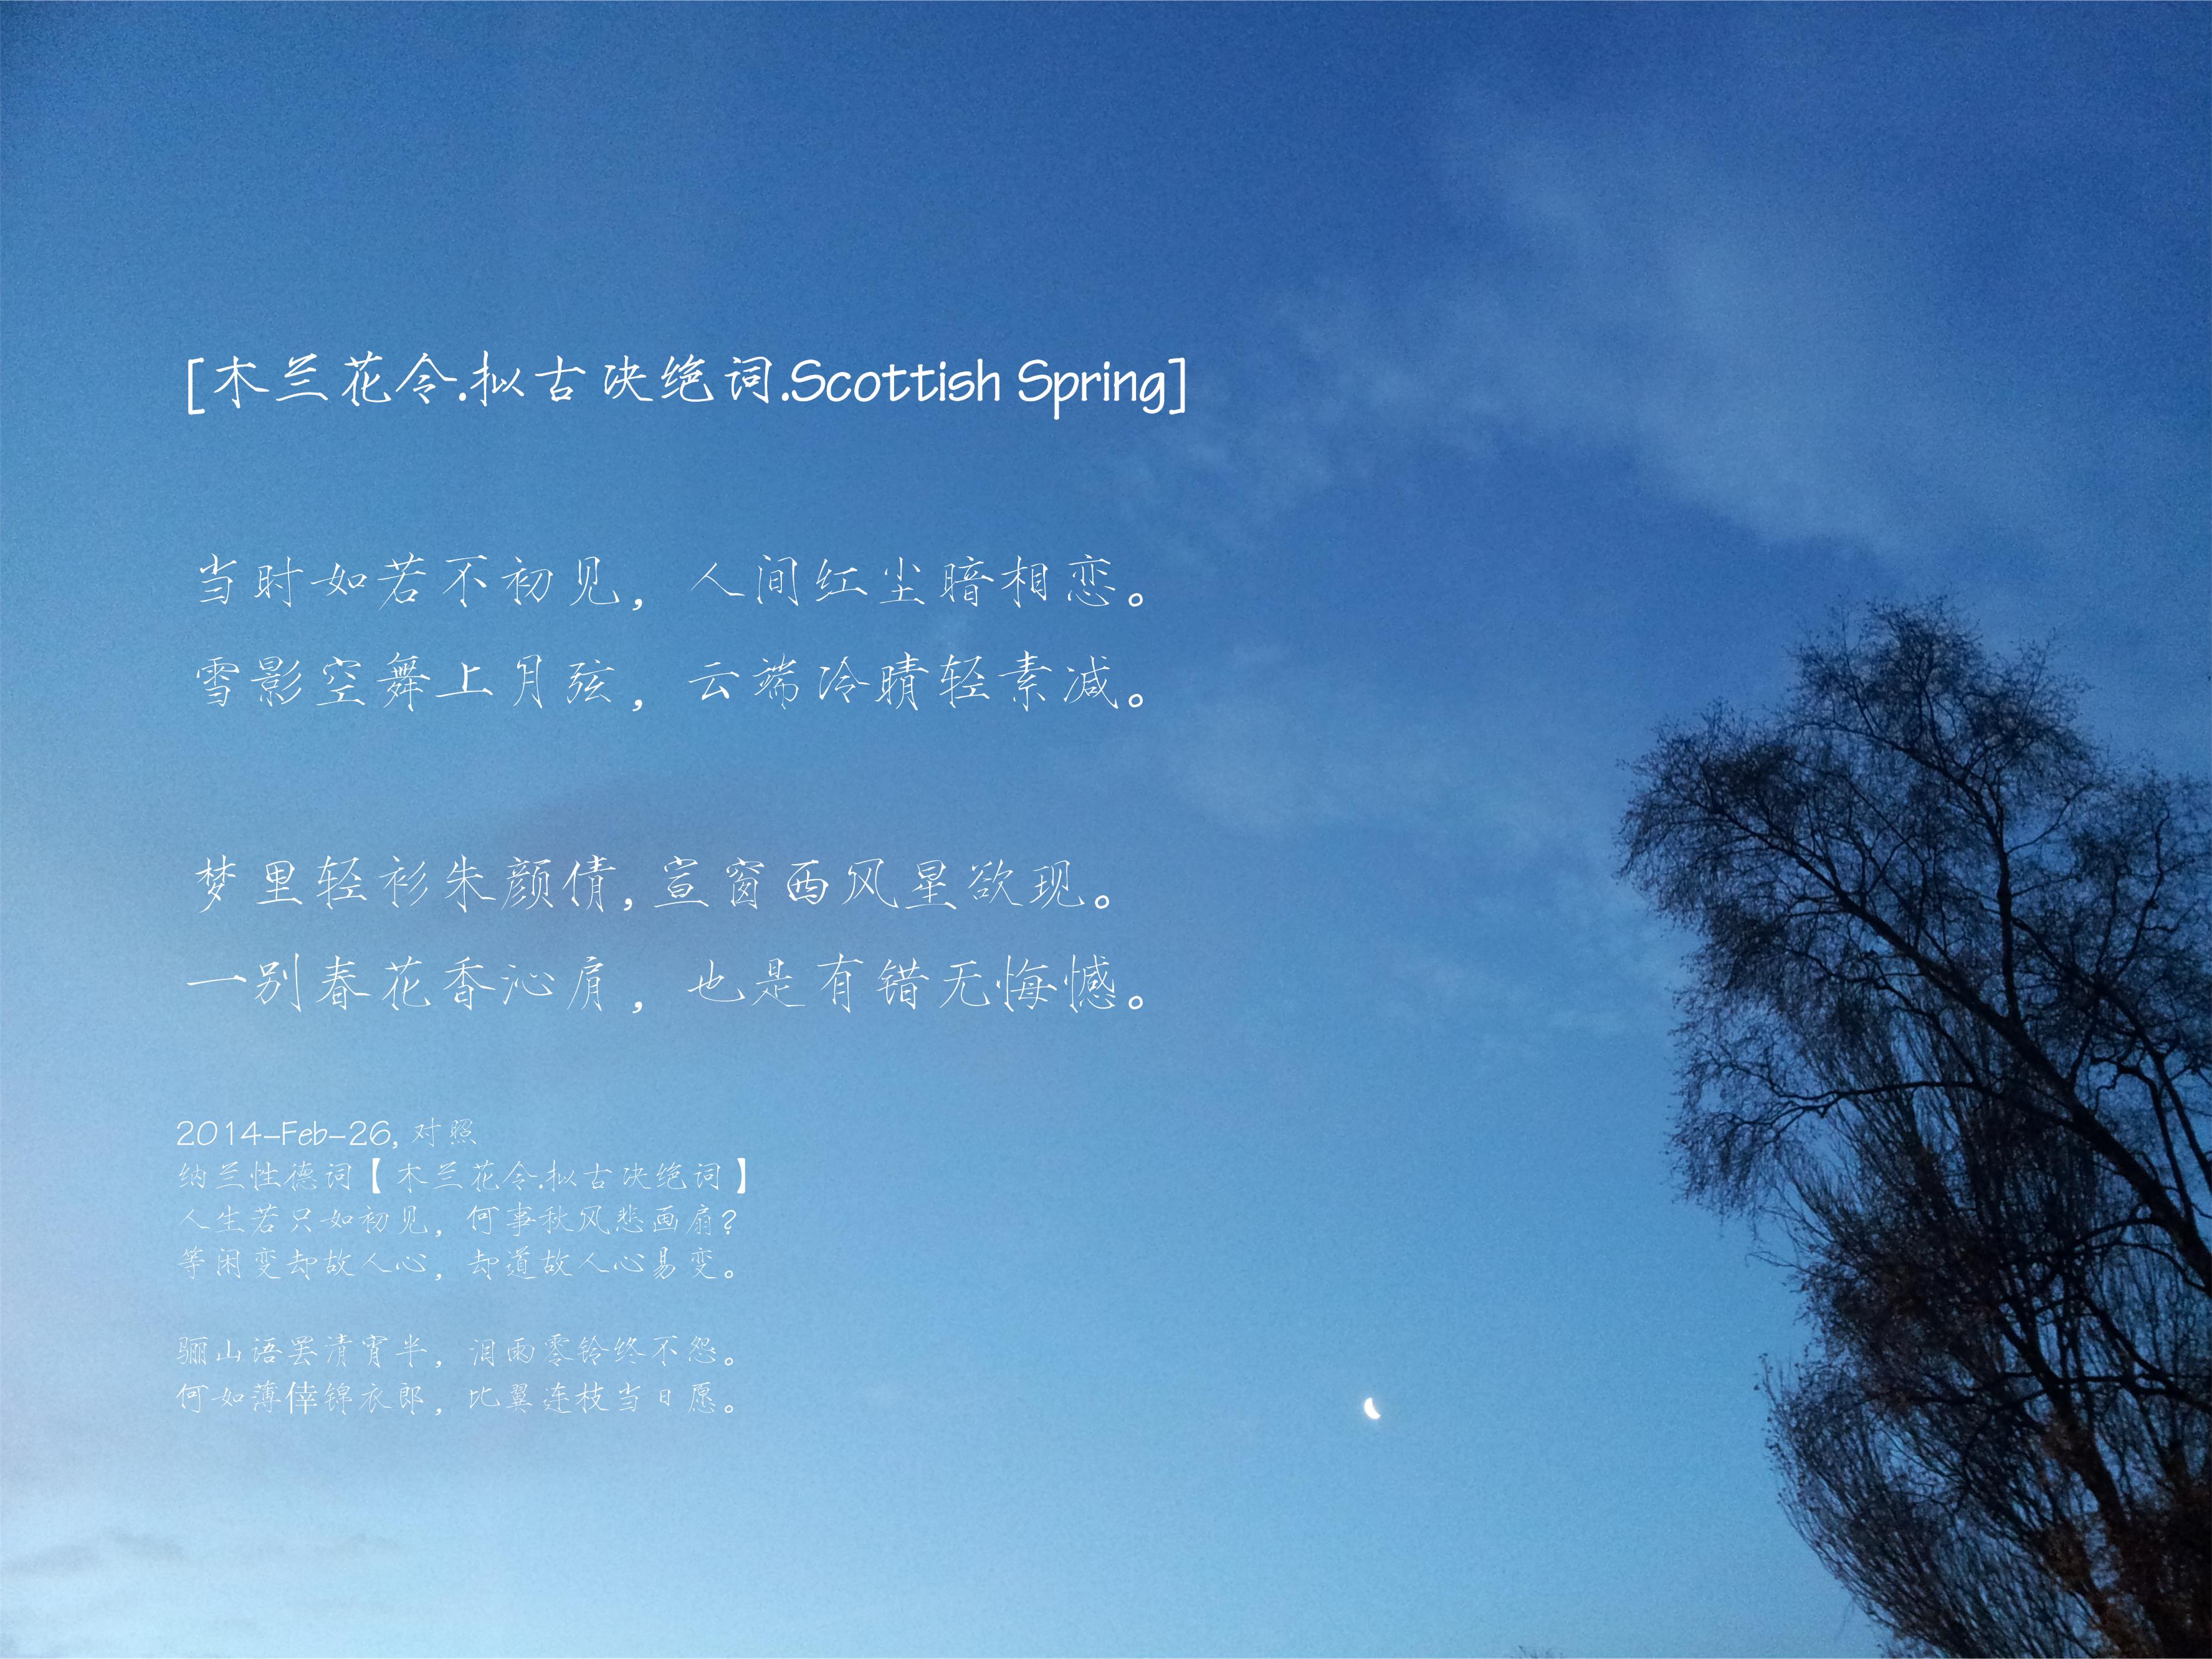 [木兰花令.拟古决绝词.Scottish Spring]
当时如若不初见，人间红尘暗相恋。
雪影空舞上月弦，云端冷晴轻素减。
梦里轻衫朱颜倩,宣窗西风星欲现。
一别春花香沁肩，也是有错无悔憾。
2014-Feb-26, 对照
纳兰性德词【木兰花令.拟古决绝词】
人生若只如初见，何事秋风悲画扇？
等闲变却故人心，却道故人心易变。
骊山语罢清宵半，泪雨零铃终不怨。
何如薄倖锦衣郎，比翼连枝当日愿。